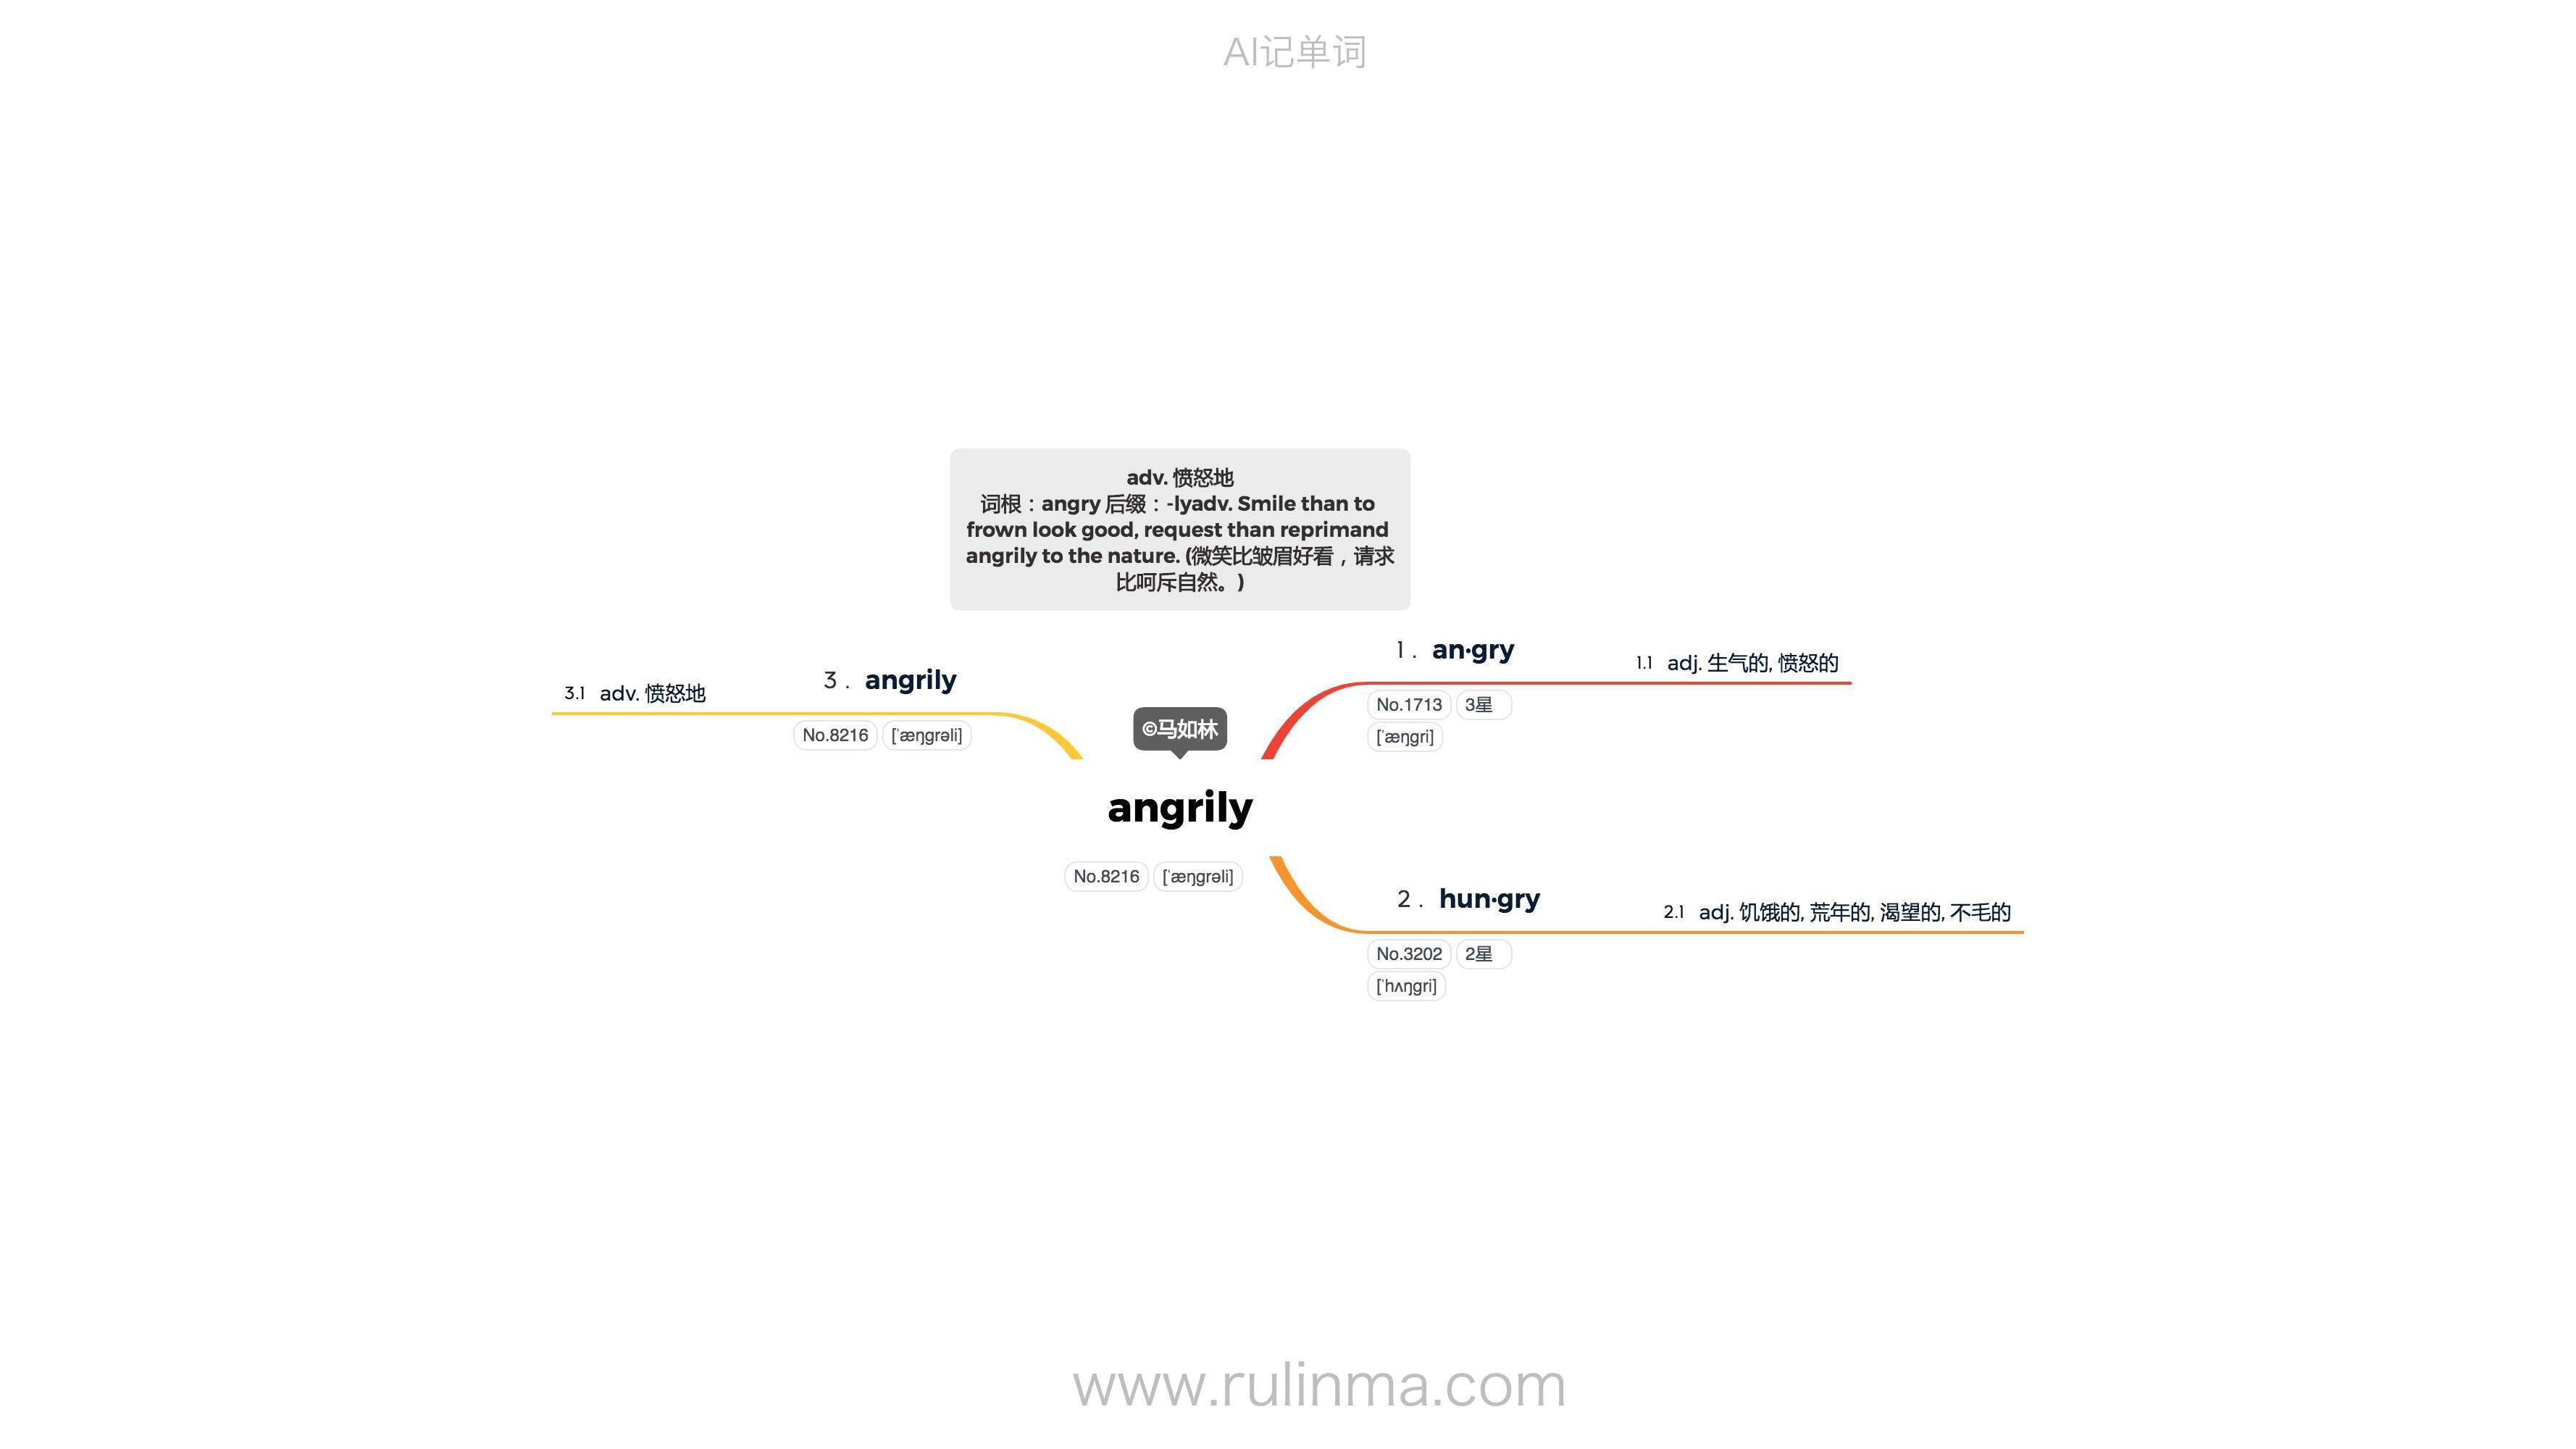 AI记单词
adv. 愤怒地
词根：angry 后缀：-lyadv. Smile than to
frown look good, request than reprimand
angrily to the nature. (微笑比皱眉好看，请求
比呵斥自然。)
1. an·gry
1.1 adj. 生气的, 愤怒的
No.1713 3星
['æŋgri]
3. angrily
3.1 adv. 愤怒地
No.8216 ['æŋgrəli]
©马如林
angrily
No.8216 ['æŋgrəli]
2. hun·gry
2.1 adj. 饥饿的, 荒年的, 渴望的, 不毛的
No.3202 2星
['hʌŋgri]
www.rulinma.com